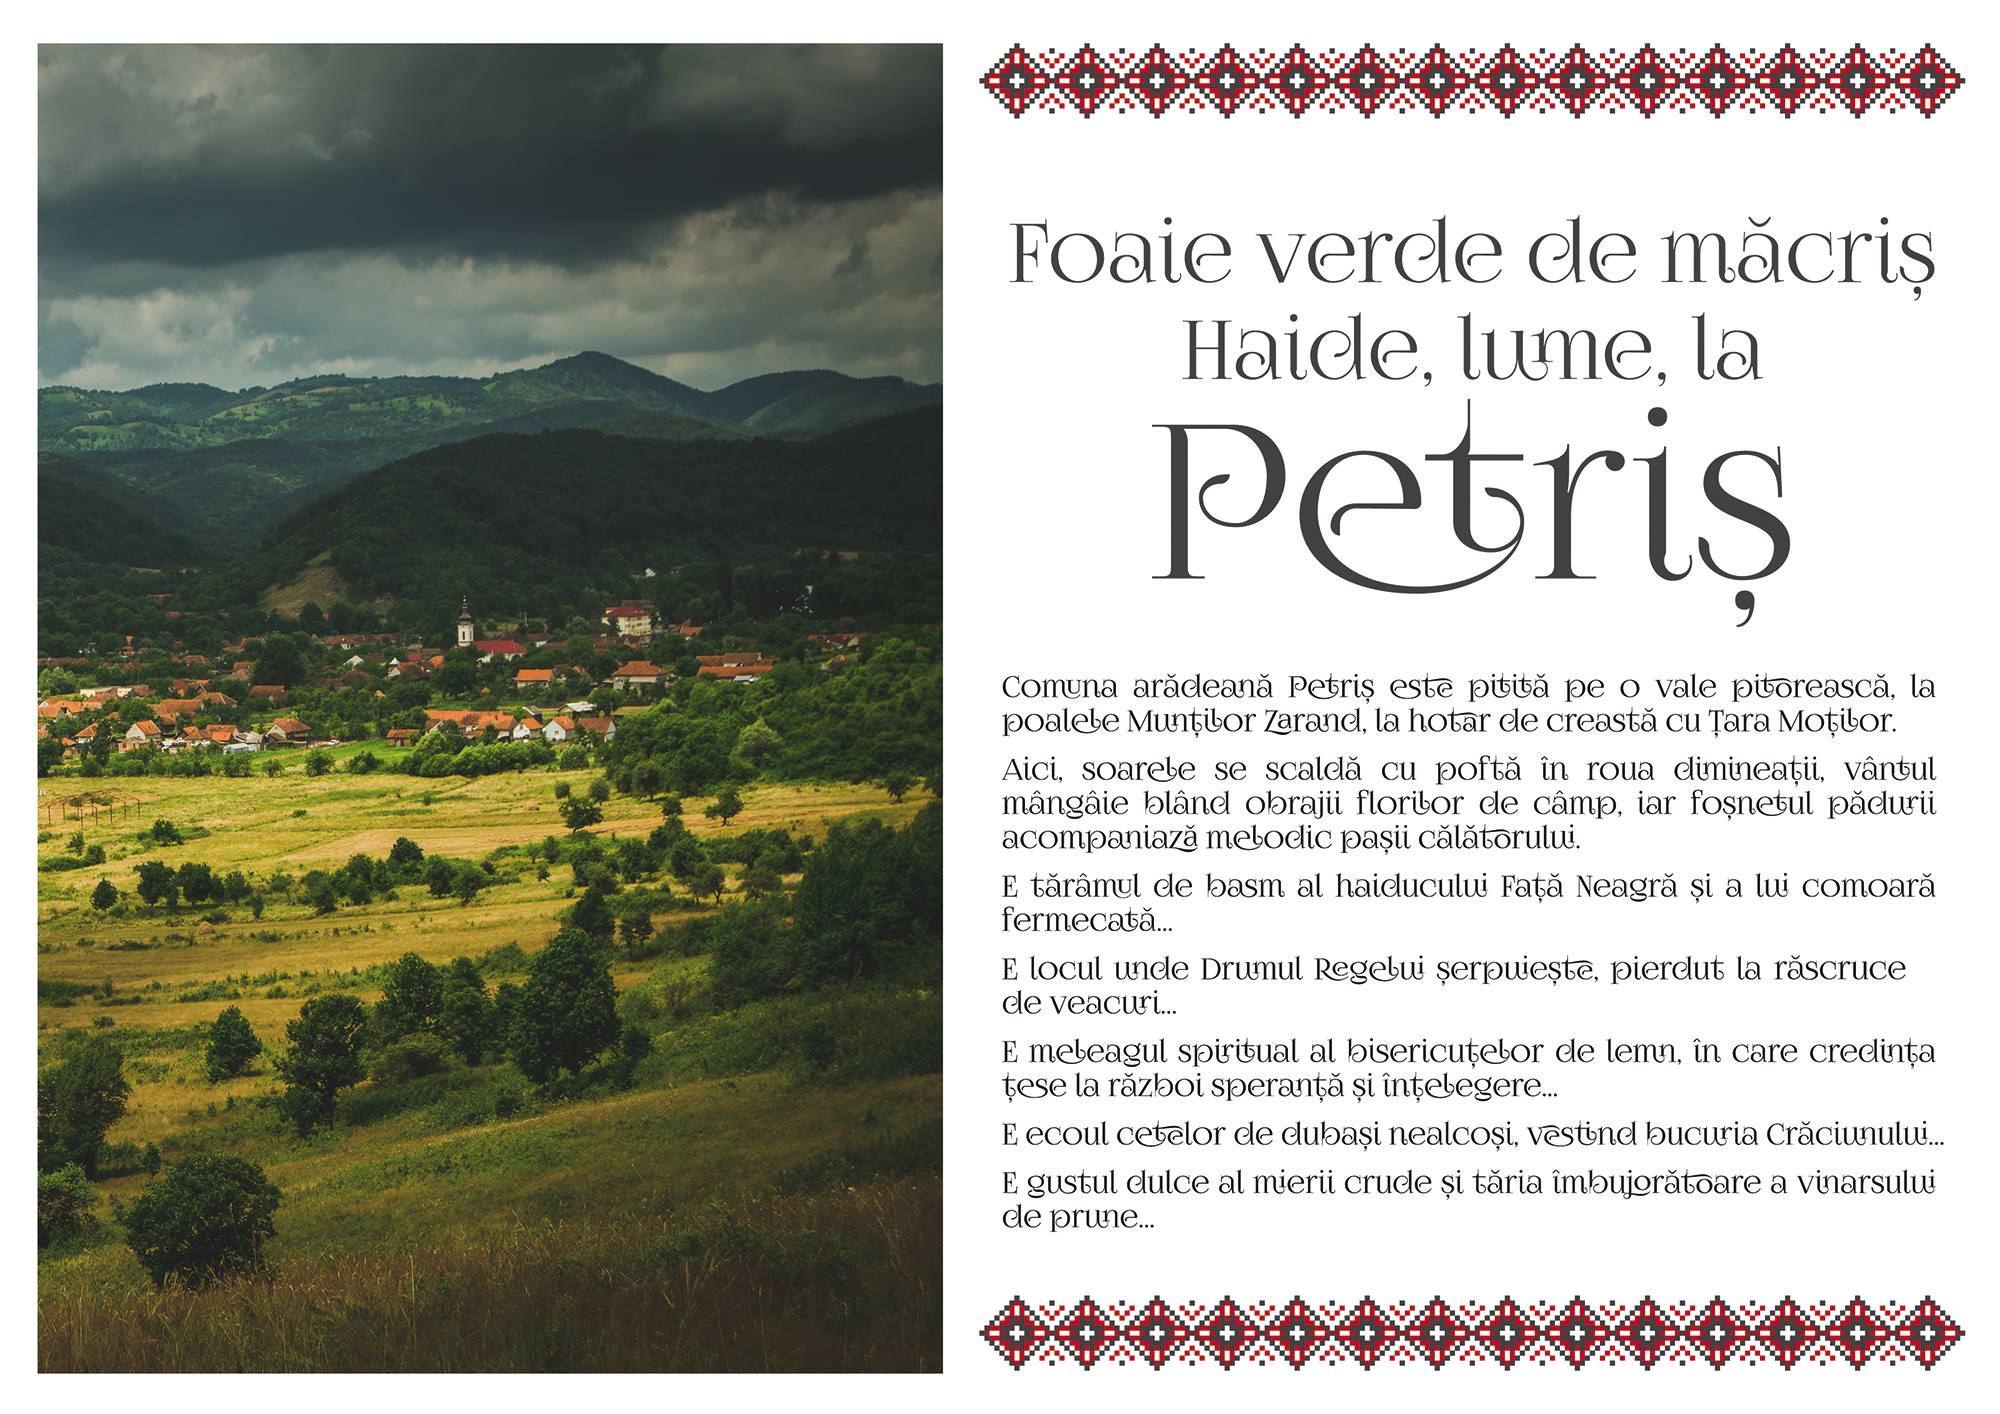 Foaie verde de măcriș
Haide, lume, la
Petriș
Comuna arădeană Petriș este pitită pe o vale pitorească, la
poalele Munților Zarand, la hotar de creastă cu Țara Moților.
Aici, soarele se scaldă cu poftă în roua dimineații, vântul
mângâie blând obrajii florilor de câmp, iar foșnetul pădurii
acompaniază melodic pașii călătorului.
E tărâmul de basm al haiducului Față Neagră și a lui comoară
fermecată...
E locul unde Drumul Regelui șerpuiește, pierdut la răscruce
de veacuri...
E meleagul spiritual al bisericuțelor de lemn, în care credința
țese la război speranță și înțelegere...
E ecoul cetelor de dubași nealcoși, vestind bucuria Crăciunului...
E gustul dulce al mierii crude și tăria îmbujorătoare a vinarsului
de prune...